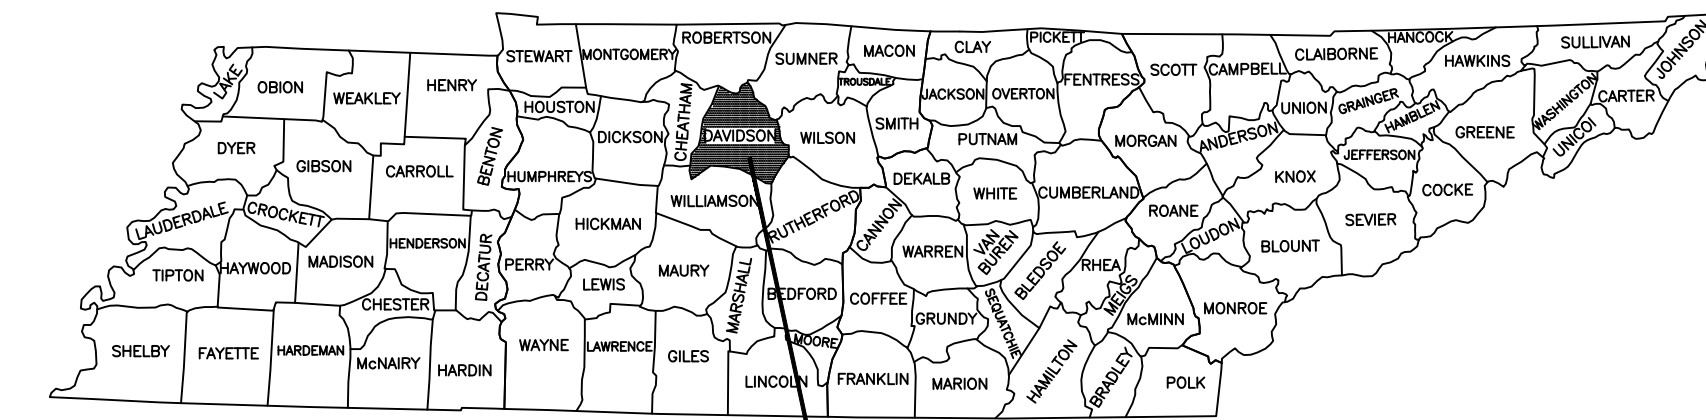 HANCOCK
JOHNSON
ROBERTSON
PICKETT
CLAY
SULLIVAN
STEWART
MONTGOMERY
SUMNER
MACON
CLAIBORNE
HAWKINS
LAKE
OBION
WEAKLEY
HENRY
TROUSDALE
FENTRESS
SCOTT
CAMPBELL
HOUSTON
CHEATHAM
JACKSON
OVERTON
UNION
GRAINGER
HAMBLEN
WASHINGTON
CARTER
DYER
GIBSON
CARROLL
BENTON
DICKSON
DAVIDSON
WILSON
SMITH
PUTNAM
MORGAN
ANDERSON
GREENE
UNICOI
HUMPHREYS
DEKALB
WHITE
CUMBERLAND
KNOX
JEFFERSON
COCKE
LAUDERDALE
CROCKETT
HICKMAN
WILLIAMSON
RUTHERFORD
CANNON
ROANE
LOUDON
SEVIER
TIPTON
HAYWOOD
MADISON
HENDERSON
DECATUR
PERRY
MAURY
WARREN
VAN
BUREN
BLEDSOE
RHEA
MEIGS
BLOUNT
CHESTER
LEWIS
MARSHALL
BEDFORD
COFFEE
GRUNDY
SEQUATCHIE
McMINN
MONROE
SHELBY
FAYETTE
HARDEMAN
McNAIRY
HARDIN
WAYNE
LAWRENCE
GILES
LINCOLN
MOORE
FRANKLIN
MARION
HAMILTON
BRADLEY
POLK